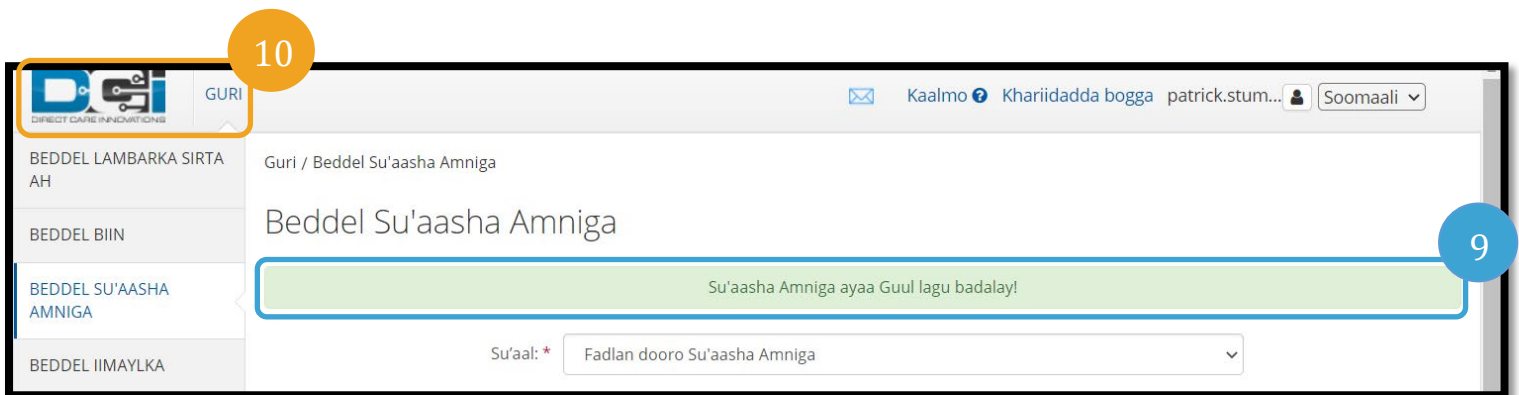 10
DCI
DIRECT CARE INNOVATIONS
GURI
Kaalmo Khariidadda bogga patrick.stum... Soomaali
BEDDEL LAMBARKA SIRTA
AH
BEDDEL BIIN
BEDDEL SU'AASHA
AMNIGA
BEDDEL IIMAYLKA
Guri / Beddel Su'aasha Amniga
Beddel Su'aasha Amniga
9
Su'aasha Amniga ayaa Guul lagu badalay!
Su'aal: * Fadlan dooro Su'aasha Amniga